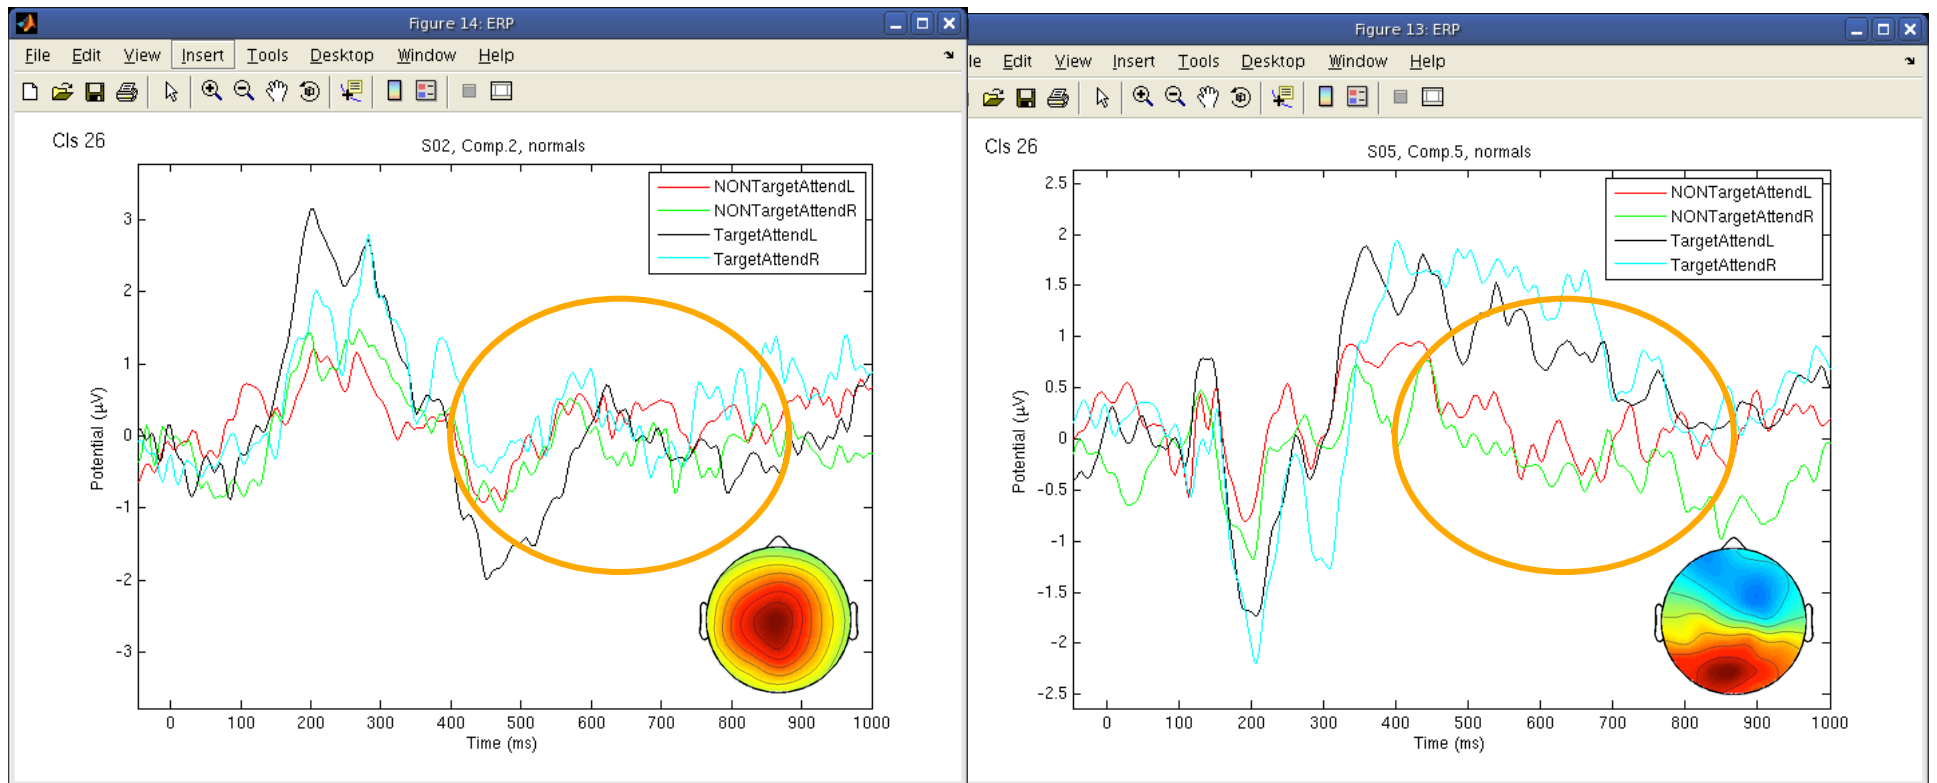 Figure 14: ERP
File Edit View Insert Tools Desktop Window Help
Cls 26
S02, Comp.2, normals
NONTargetAttendL
NONTargetAttendR
TargetAttendL
TargetAttendR
3
2
1
0
-1
-2
-3
Potential (μV)
0 100 200 300 400 500 600 700 800 900 1000
Time (ms)
Figure 13: ERP
le Edit View Insert Tools Desktop Window Help
Cls 26
S05, Comp.5, normals
NONTargetAttendL
NONTargetAttendR
TargetAttendL
TargetAttendR
2.5
2
1.5
1
0.5
0
-0.5
-1
-1.5
-2
-2.5
Potential (μV)
0 100 200 300 400 500 600 700 800 900 1000
Time (ms)